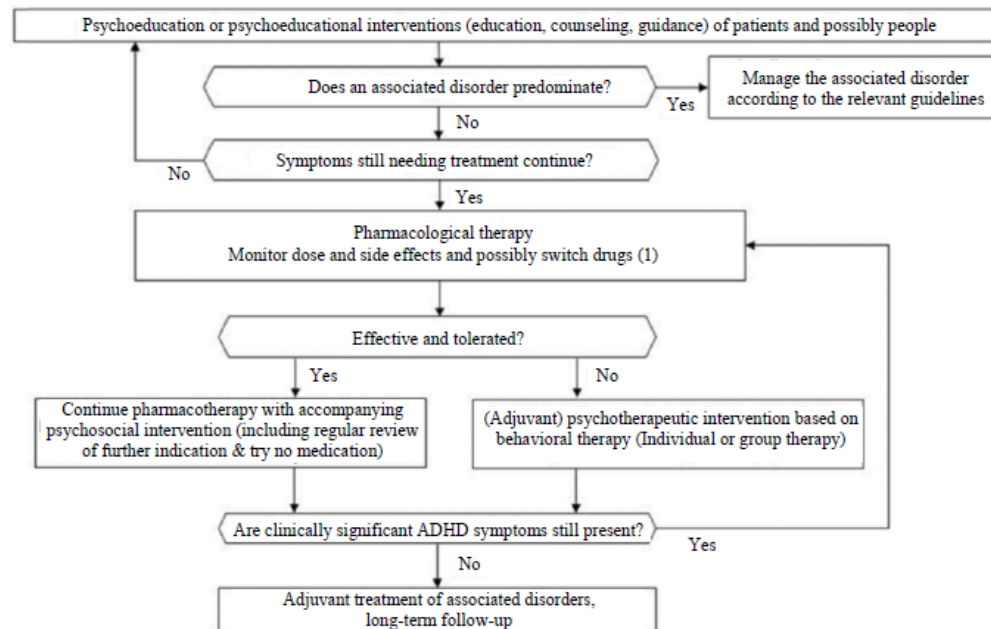 Psychoeducation or psychoeducational interventions (education, counseling, guidance) of patients and possibly people
Does an associated disorder predominate?
Yes
Manage the associated disorder
according to the relevant guidelines
No
Symptoms still needing treatment continue?
No
Yes
Pharmacological therapy
Monitor dose and side effects and possibly switch drugs (1)
Effective and tolerated?
Yes
No
Continue pharmacotherapy with accompanying
psychosocial intervention (including regular review
of further indication & try no medication)
(Adjuvant) psychotherapeutic intervention based on
behavioral therapy (Individual or group therapy)
Are clinically significant ADHD symptoms still present?
Yes
No
Adjuvant treatment of associated disorders,
long-term follow-up